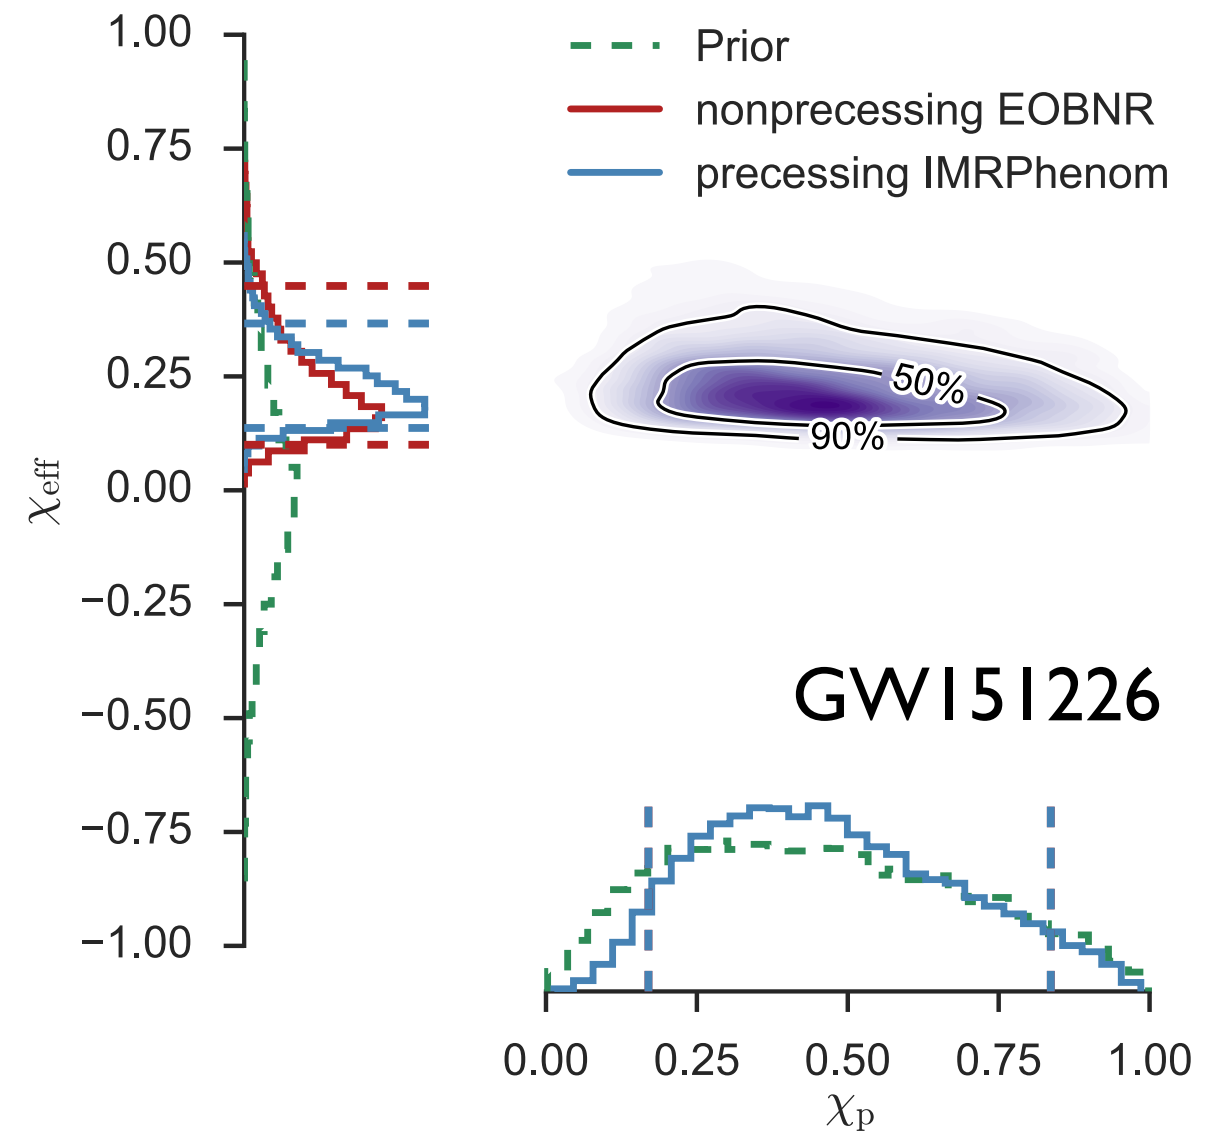 Prior
nonprecessing EOBNR
precessing IMRPhenom
1.00
0.75
0.50
0.25
0.00
−0.25
−0.50
−0.75
−1.00
χeff
50%
90%
GW151226
0.00 0.25 0.50 0.75 1.00
χp